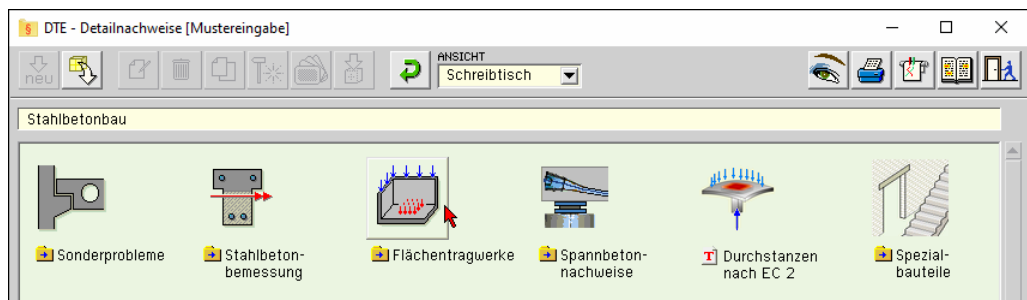 DTE - Detailnachweise [Mustereingabe]
neu
ANSICHT
Schreibtisch
Stahlbetonbau
Sonderprobleme
Stahlbeton-
bemessung
Flächentragwerke
Spannbeton-
nachweise
T Durchstanzen
nach EC 2
Spezial-
bauteile